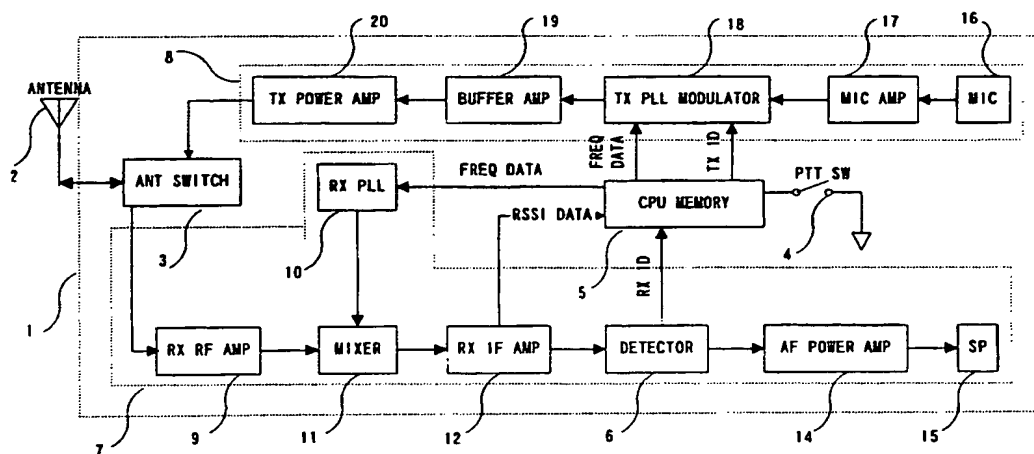 20
19
18
17
16
8
ANTENNA
TX POWER AMP
BUFFER AMP
TX PLL MODULATOR
MIC AMP
MIC
2
FREQ
DATA
TX ID
ANT SWITCH
RX PLL
FREQ DATA
CPU MEMORY
PTT SW
RSSI DATA
3
10
5
4
RX ID
1
RX RF AMP
MIXER
RX IF AMP
DETECTOR
AF POWER AMP
SP
7
9
11
12
6
14
15